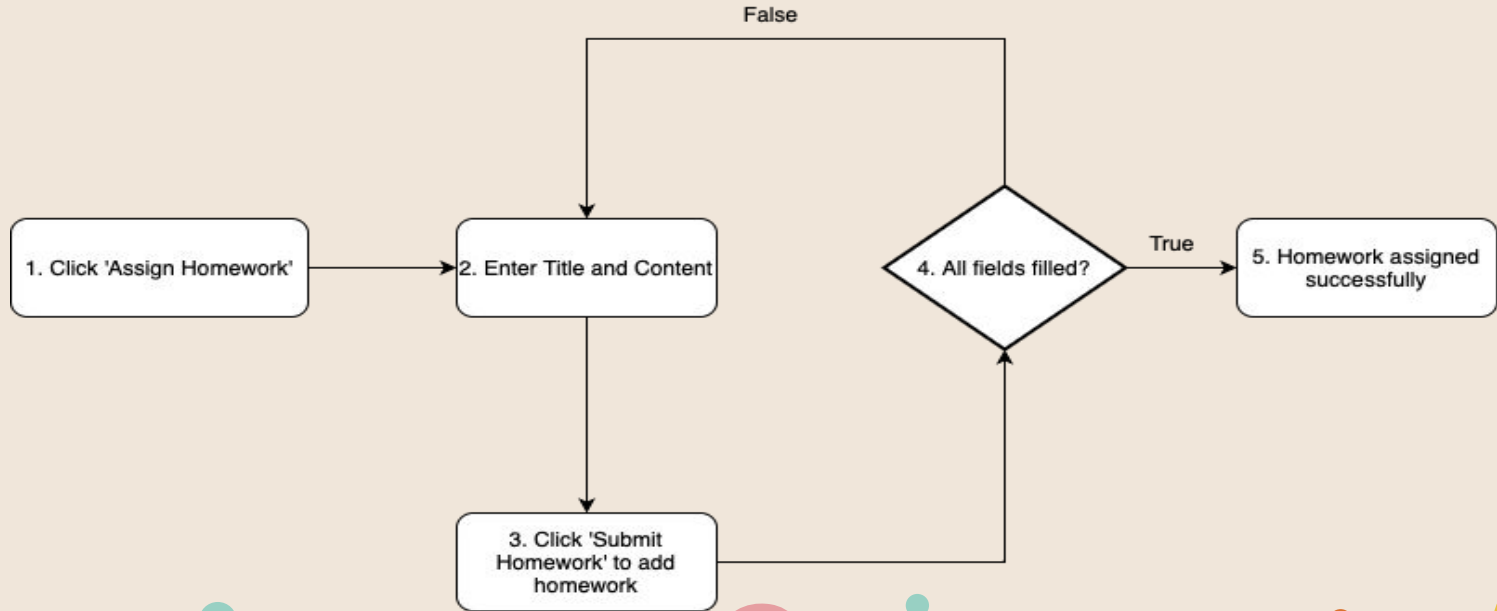 False
1. Click 'Assign Homework'
2. Enter Title and Content
4. All fields filled?
True
5. Homework assigned
successfully
3. Click 'Submit
Homework' to add
homework